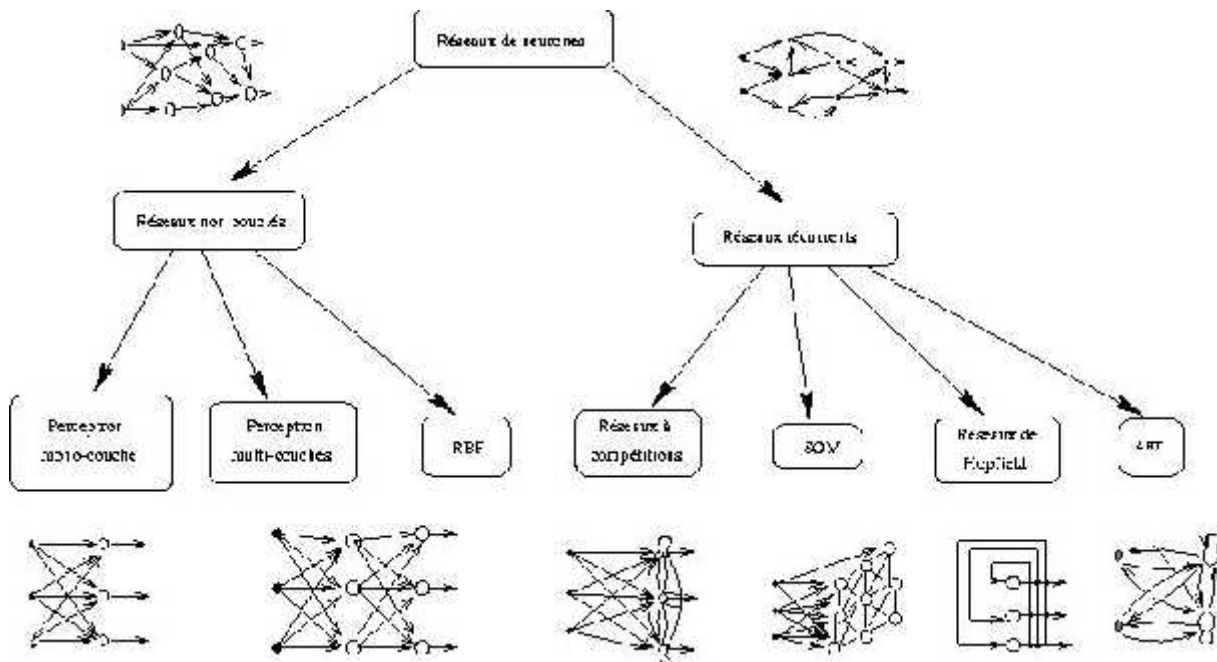 Réseaux de neurones
Réseaux non bouclés
Réseaux récurrents
Perceptron
mono-couche
Perceptron
multi-couches
RBF
Réseaux à
compétitions
SOM
Réseaux de
Hopfield
ART